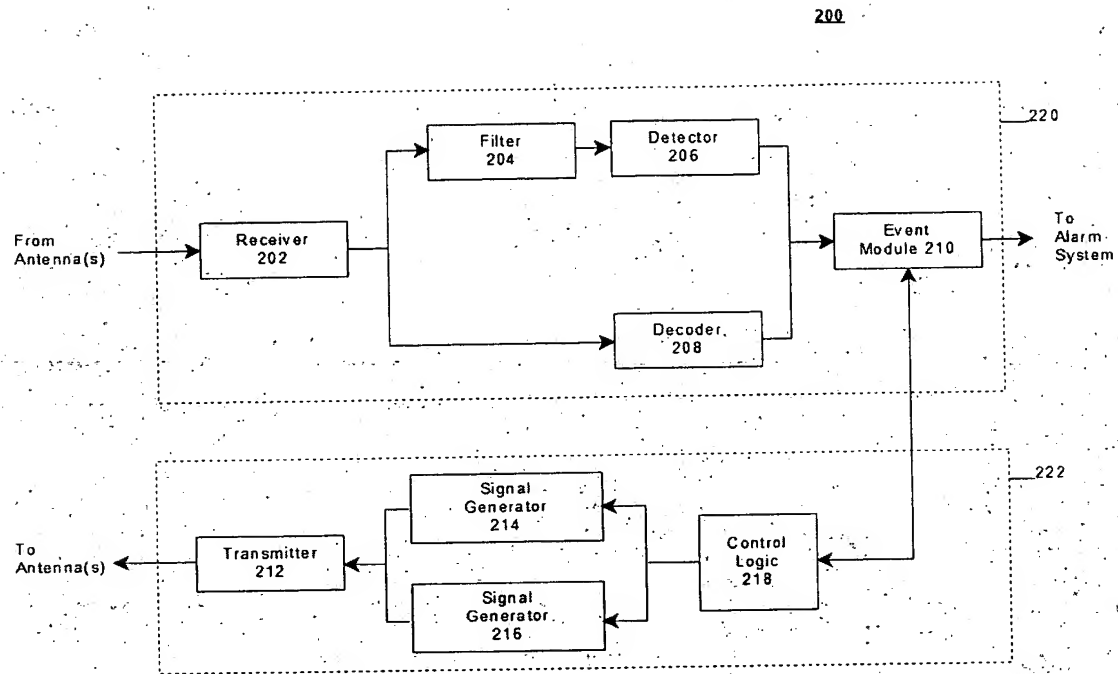 200
220
Filter
204
Detector
206
From
Antenna(s)
Receiver
202
Event
Module 210
To
Alarm
System
Decoder
208
222
Signal
Generator
214
To
Antenna(s)
Transmitter
212
Control
Logic
218
Signal
Generator
216